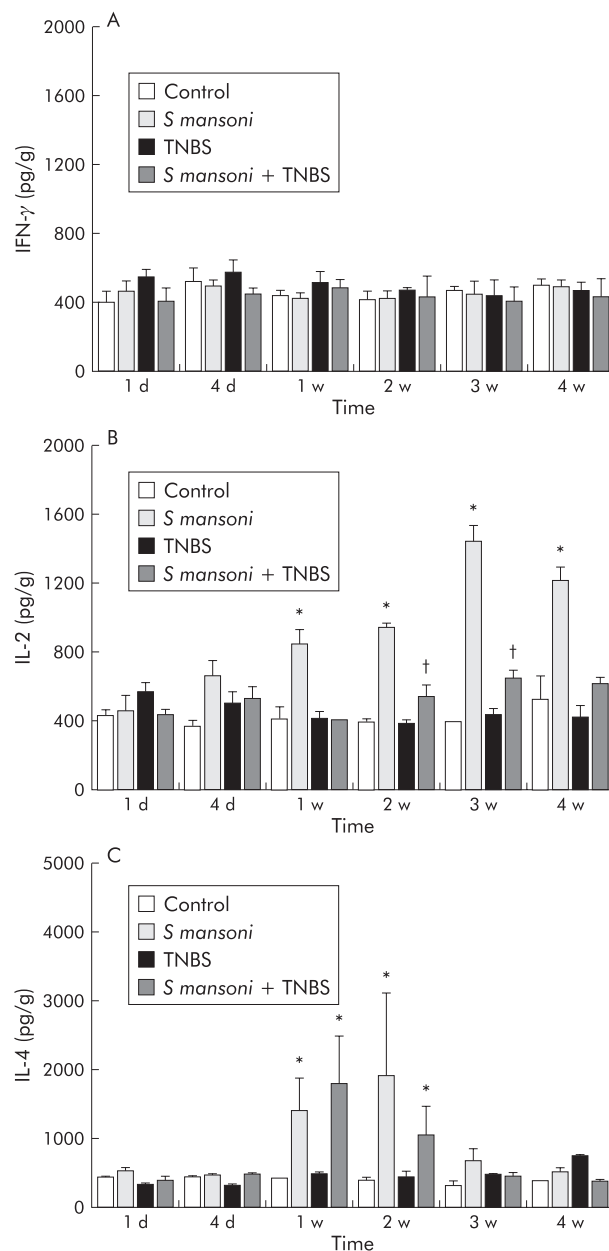 A
2000
1600
1200
800
400
0
IFN-γ (pg/g)
Control
S mansoni
TNBS
S mansoni + TNBS
1 d 4 d 1 w 2 w 3 w 4 w
Time
B
2000
1600
1200
800
400
0
IL-2 (pg/g)
Control
S mansoni
TNBS
S mansoni + TNBS
* * † * † *
1 d 4 d 1 w 2 w 3 w 4 w
Time
C
5000
4000
3000
2000
1000
0
IL-4 (pg/g)
Control
S mansoni
TNBS
S mansoni + TNBS
* * * *
1 d 4 d 1 w 2 w 3 w 4 w
Time